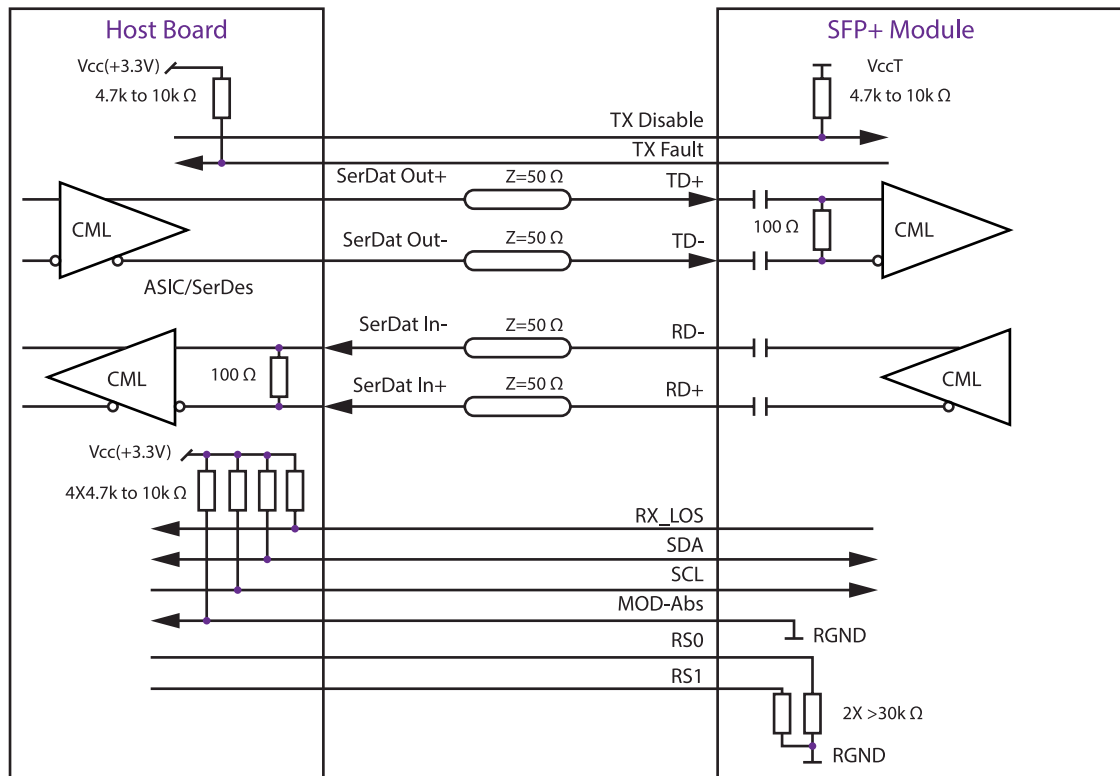 Host Board
SFP+ Module
Vcc(+3.3V)
4.7k to 10k Ω
VccT
4.7k to 10k Ω
TX Disable
TX Fault
SerDat Out+
Z=50 Ω
TD+
CML
100 Ω
CML
SerDat Out-
Z=50 Ω
TD-
ASIC/SerDes
SerDat In-
Z=50 Ω
RD-
CML
100 Ω
SerDat In+
Z=50 Ω
RD+
CML
Vcc(+3.3V)
4X4.7k to 10k Ω
RX_LOS
SDA
SCL
MOD-Abs
RGND
RS0
RS1
2X >30k Ω
RGND